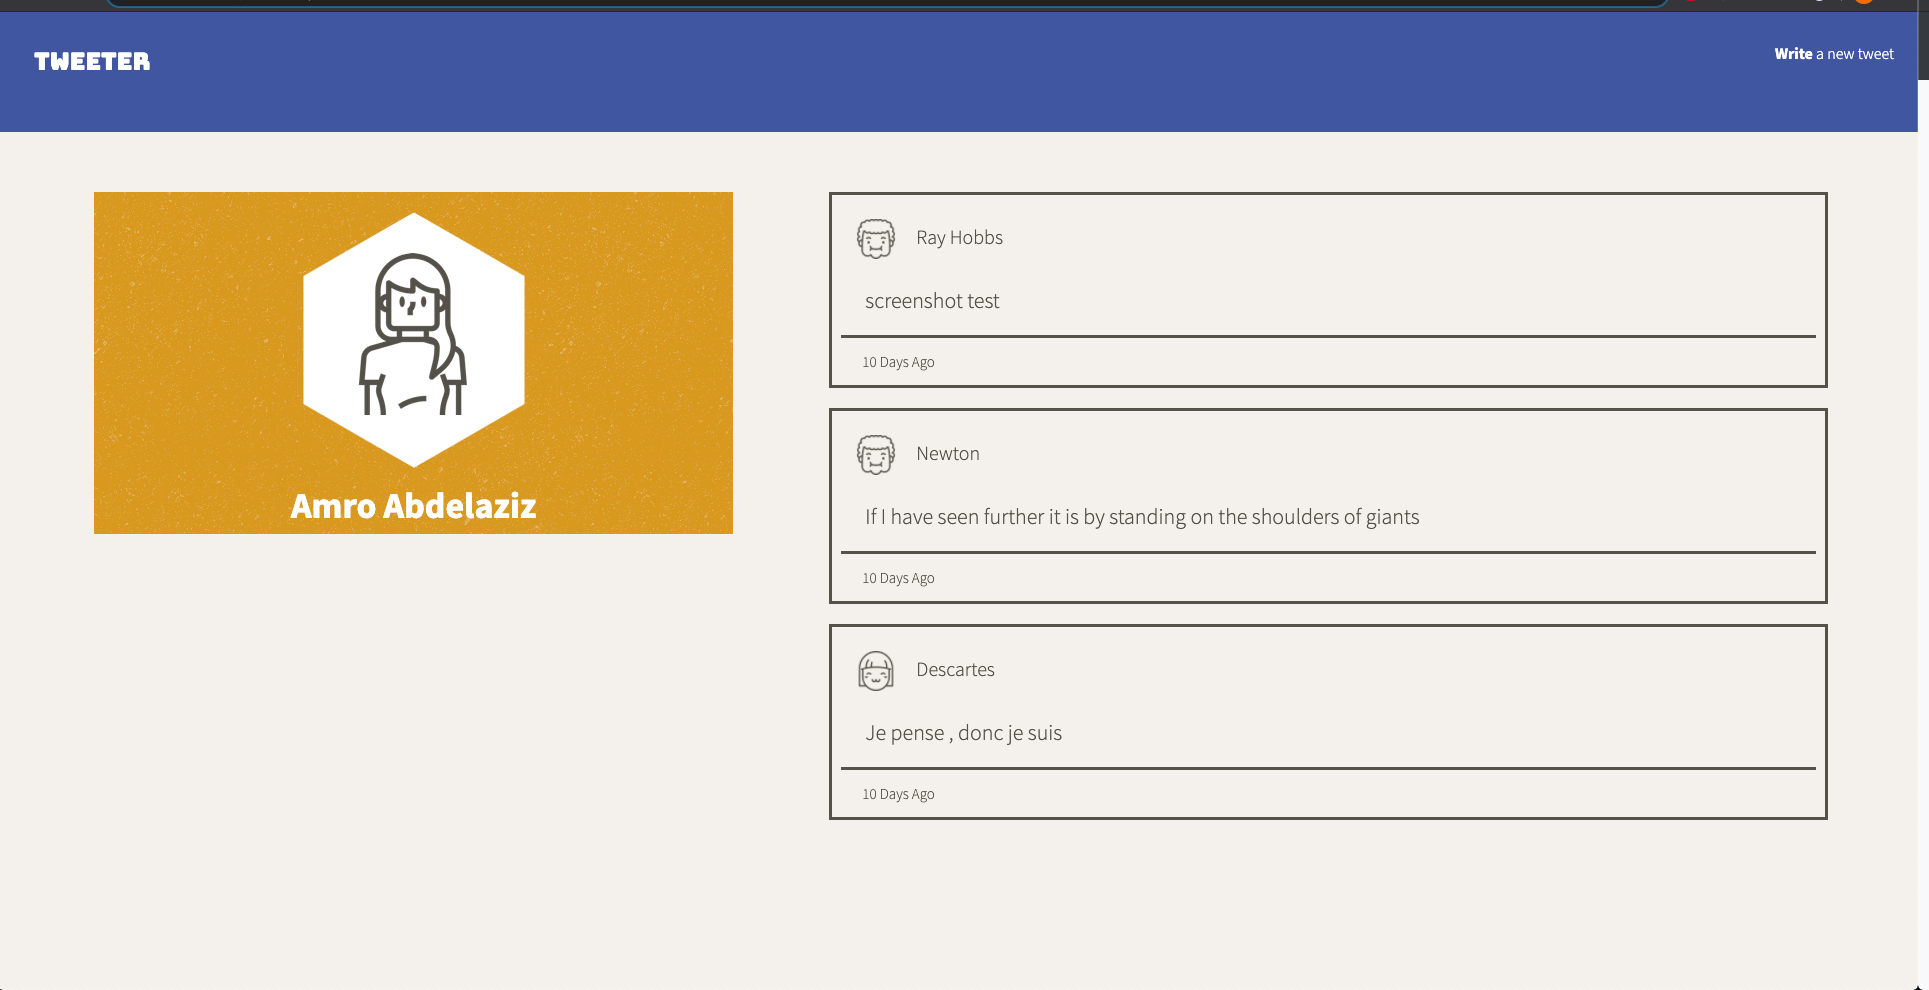 TWEETER
Write a new tweet
Amro Abdelaziz
Ray Hobbs
screenshot test
10 Days Ago
Newton
If I have seen further it is by standing on the shoulders of giants
10 Days Ago
Descartes
Je pense , donc je suis
10 Days Ago